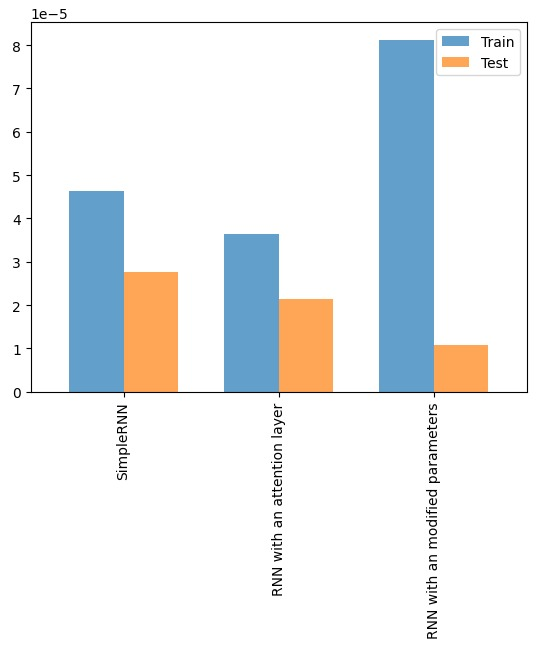 1e−5
8
7
6
5
4
3
2
1
0
Train
Test
SimpleRNN
RNN with an attention layer
RNN with an modified parameters